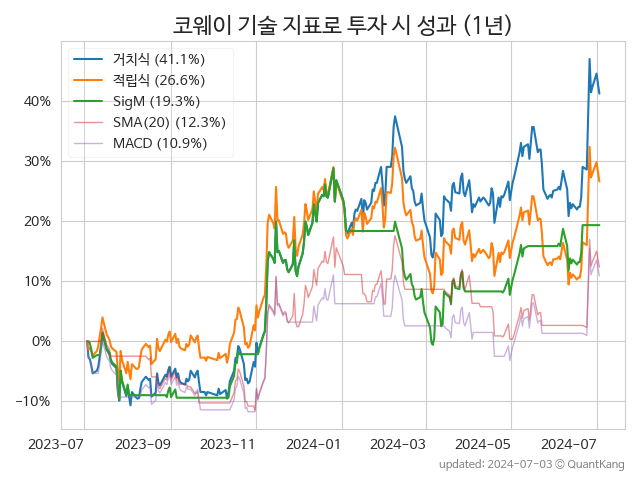 코웨이 기술 지표로 투자 시 성과 (1년)
거치식 (41.1%)
적립식 (26.6%)
SigM (19.3%)
SMA(20) (12.3%)
MACD (10.9%)
40%
30%
20%
10%
0%
−10%
2023-07 2023-09 2023-11 2024-01 2024-03 2024-05 2024-07
updated: 2024-07-03 © QuantKang